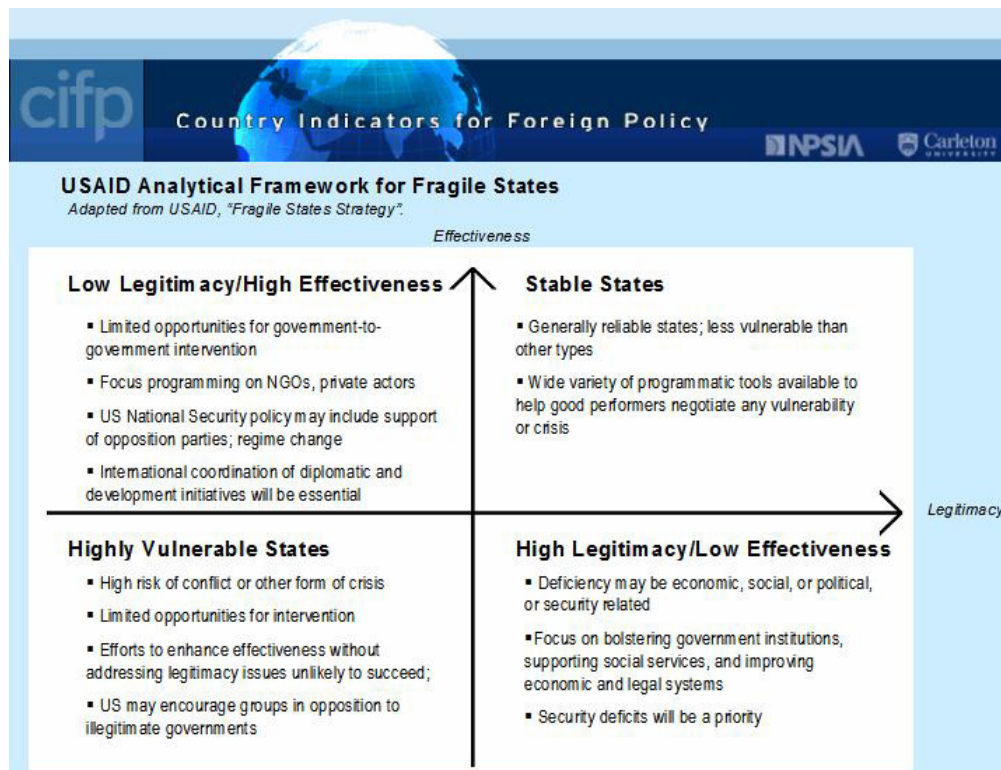 cifp
Country Indicators for Foreign Policy
NPSIA
Carleton
UNIVERSITY
USAID Analytical Framework for Fragile States
Adapted from USAID, "Fragile States Strategy".
Effectiveness
Low Legitimacy/High Effectiveness
▪ Limited opportunities for government-to-
government intervention
▪ Focus programming on NGOs, private actors
▪ US National Security policy may include support
of opposition parties; regime change
▪ International coordination of diplomatic and
development initiatives will be essential
Stable States
▪ Generally reliable states; less vulnerable than
other types
▪ Wide variety of programmatic tools available to
help good performers negotiate any vulnerability
or crisis
Legitimacy
Highly Vulnerable States
▪ High risk of conflict or other form of crisis
▪ Limited opportunities for intervention
▪ Efforts to enhance effectiveness without
addressing legitimacy issues unlikely to succeed;
▪ US may encourage groups in opposition to
illegitimate governments
High Legitimacy/Low Effectiveness
▪ Deficiency may be economic, social, or political,
or security related
▪Focus on bolstering government institutions,
supporting social services, and improving
economic and legal systems
▪ Security deficits will be a priority